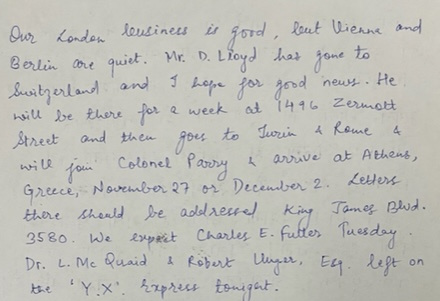 Our London business is good, but Vienne and
Berlin are quiet. Mr. D. Lloyd has gone to
Switzerland and I hope for good news. He
will be there for a week at 1496 Zermott
Street and then goes to Turin & Rome &
will join Colonel Parry & arrive at Athens,
Greece, November 27 or December 2. Letters
there should be addressed King James Blvd.
3580. We expect Charles E. Fuller Tuesday.
Dr. L. Mc Quaid & Robert Unger, Esq. left on
the 'Y.X'. Express tonight.